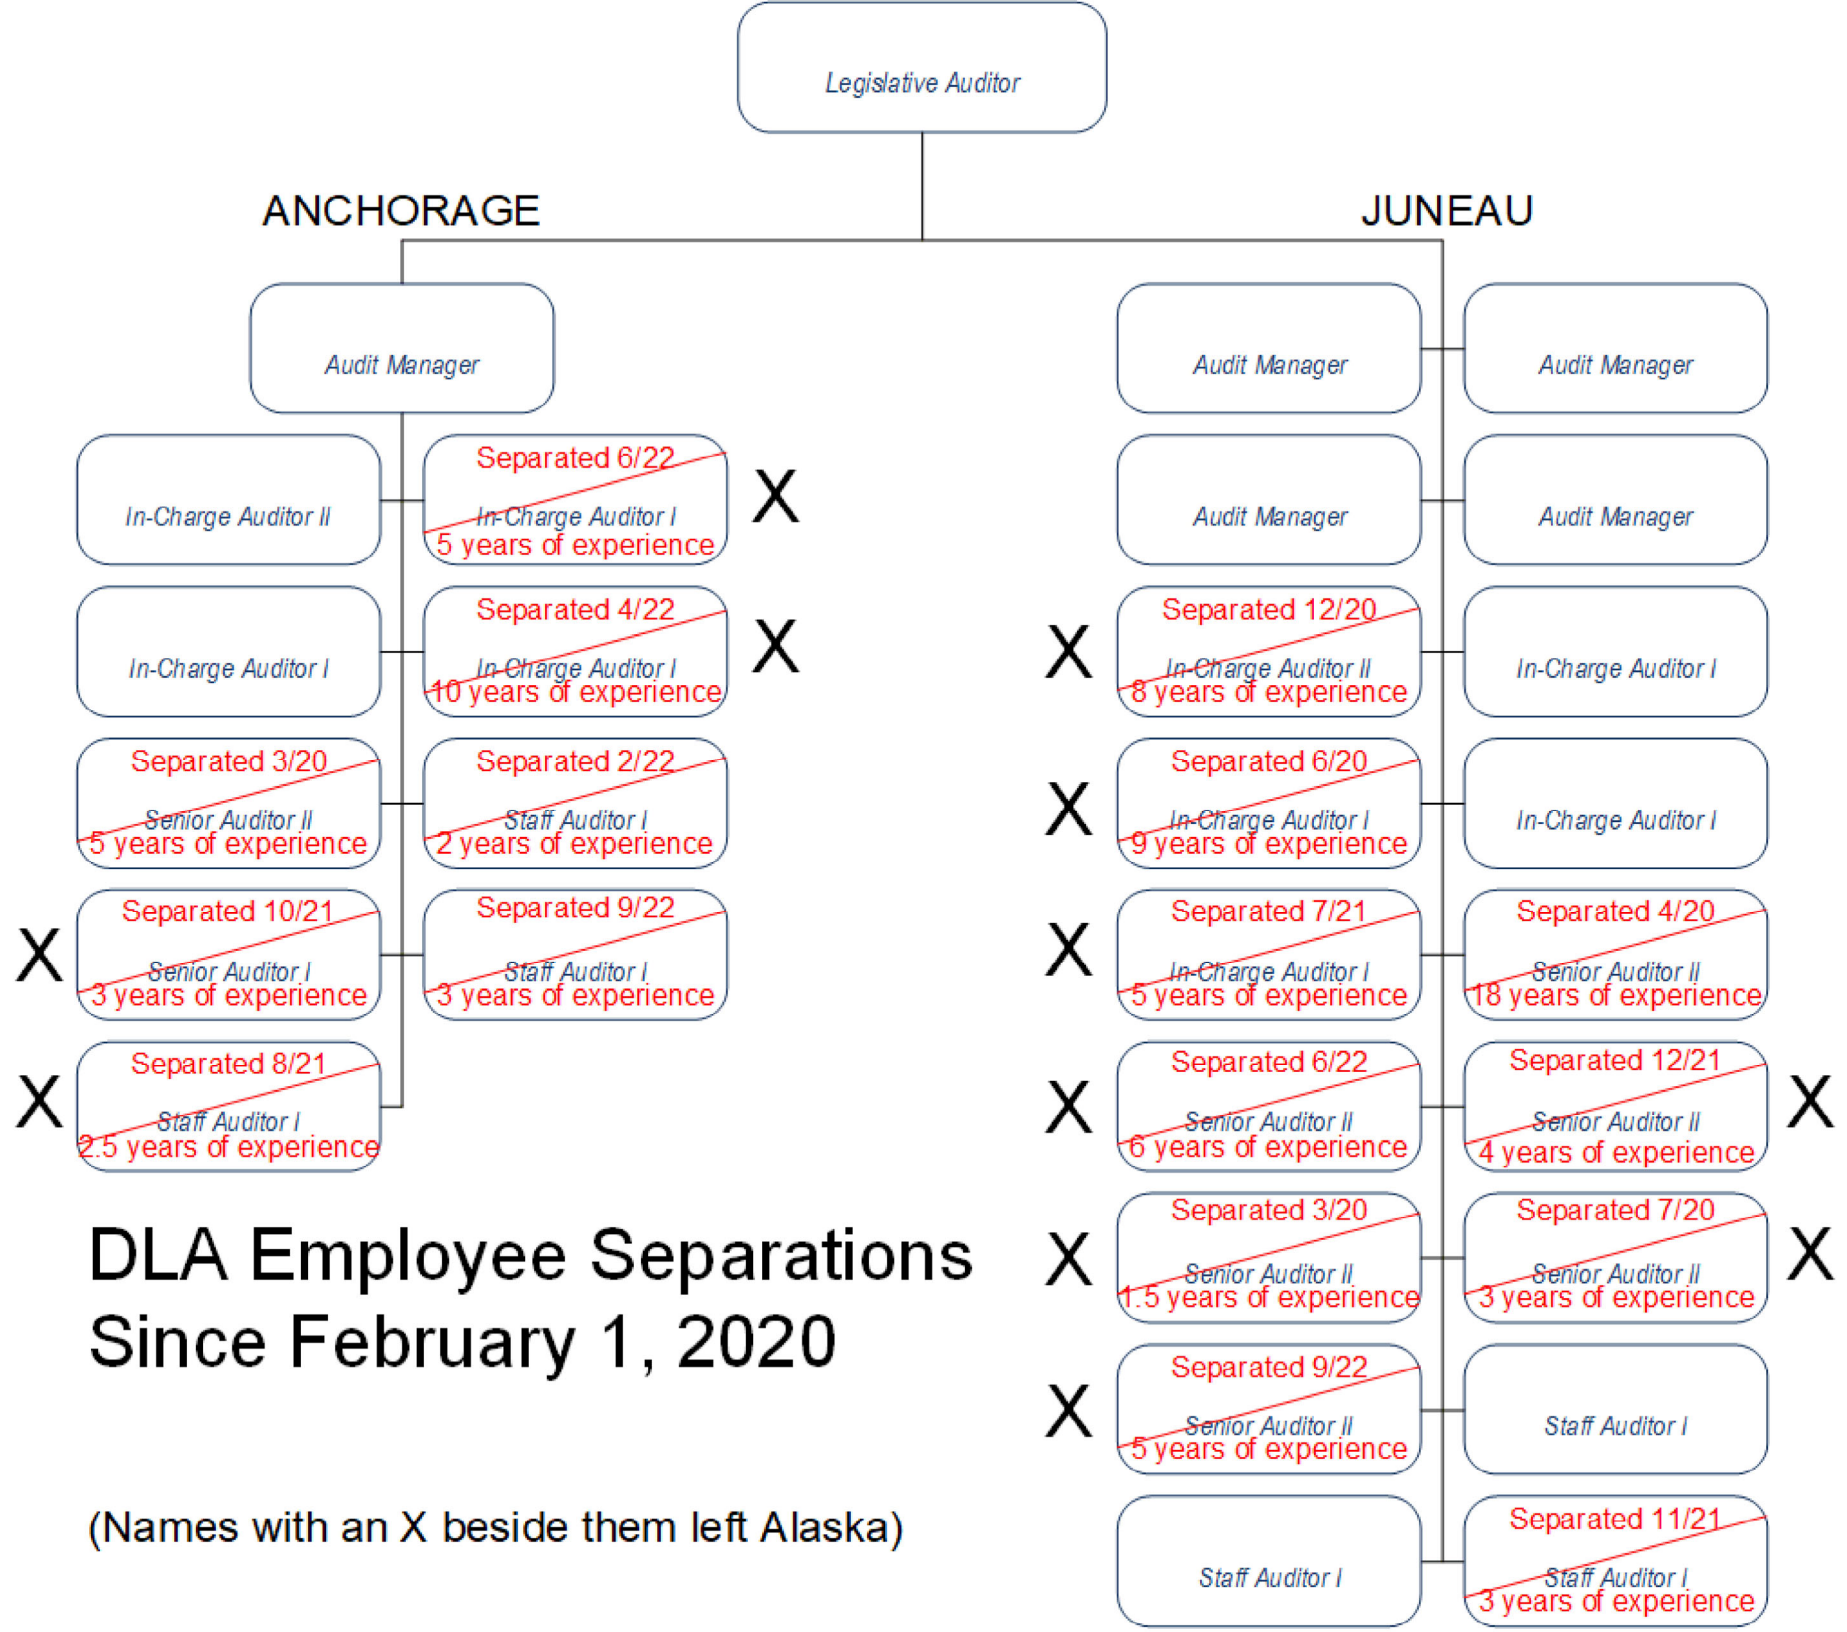 Legislative Auditor
ANCHORAGE
JUNEAU
Audit Manager
In-Charge Auditor II
Separated 6/22
In-Charge Auditor I
5 years of experience
X
In-Charge Auditor I
Separated 4/22
In-Charge Auditor I
10 years of experience
X
Separated 3/20
Senior Auditor II
5 years of experience
Separated 2/22
Staff Auditor I
2 years of experience
X
Separated 10/21
Senior Auditor I
3 years of experience
Separated 9/22
Staff Auditor I
3 years of experience
X
Separated 8/21
Staff Auditor I
2.5 years of experience
Audit Manager
Audit Manager
Audit Manager
Audit Manager
X
Separated 12/20
In-Charge Auditor II
8 years of experience
In-Charge Auditor I
X
Separated 6/20
In-Charge Auditor I
9 years of experience
In-Charge Auditor I
X
Separated 7/21
In-Charge Auditor I
5 years of experience
Separated 4/20
Senior Auditor II
18 years of experience
X
Separated 6/22
Senior Auditor II
6 years of experience
Separated 12/21
Senior Auditor II
4 years of experience
X
X
Separated 3/20
Senior Auditor II
1.5 years of experience
Separated 7/20
Senior Auditor II
3 years of experience
X
X
Separated 9/22
Senior Auditor II
5 years of experience
Staff Auditor I
Staff Auditor I
Separated 11/21
Staff Auditor I
3 years of experience
DLA Employee Separations
Since February 1, 2020
(Names with an X beside them left Alaska)